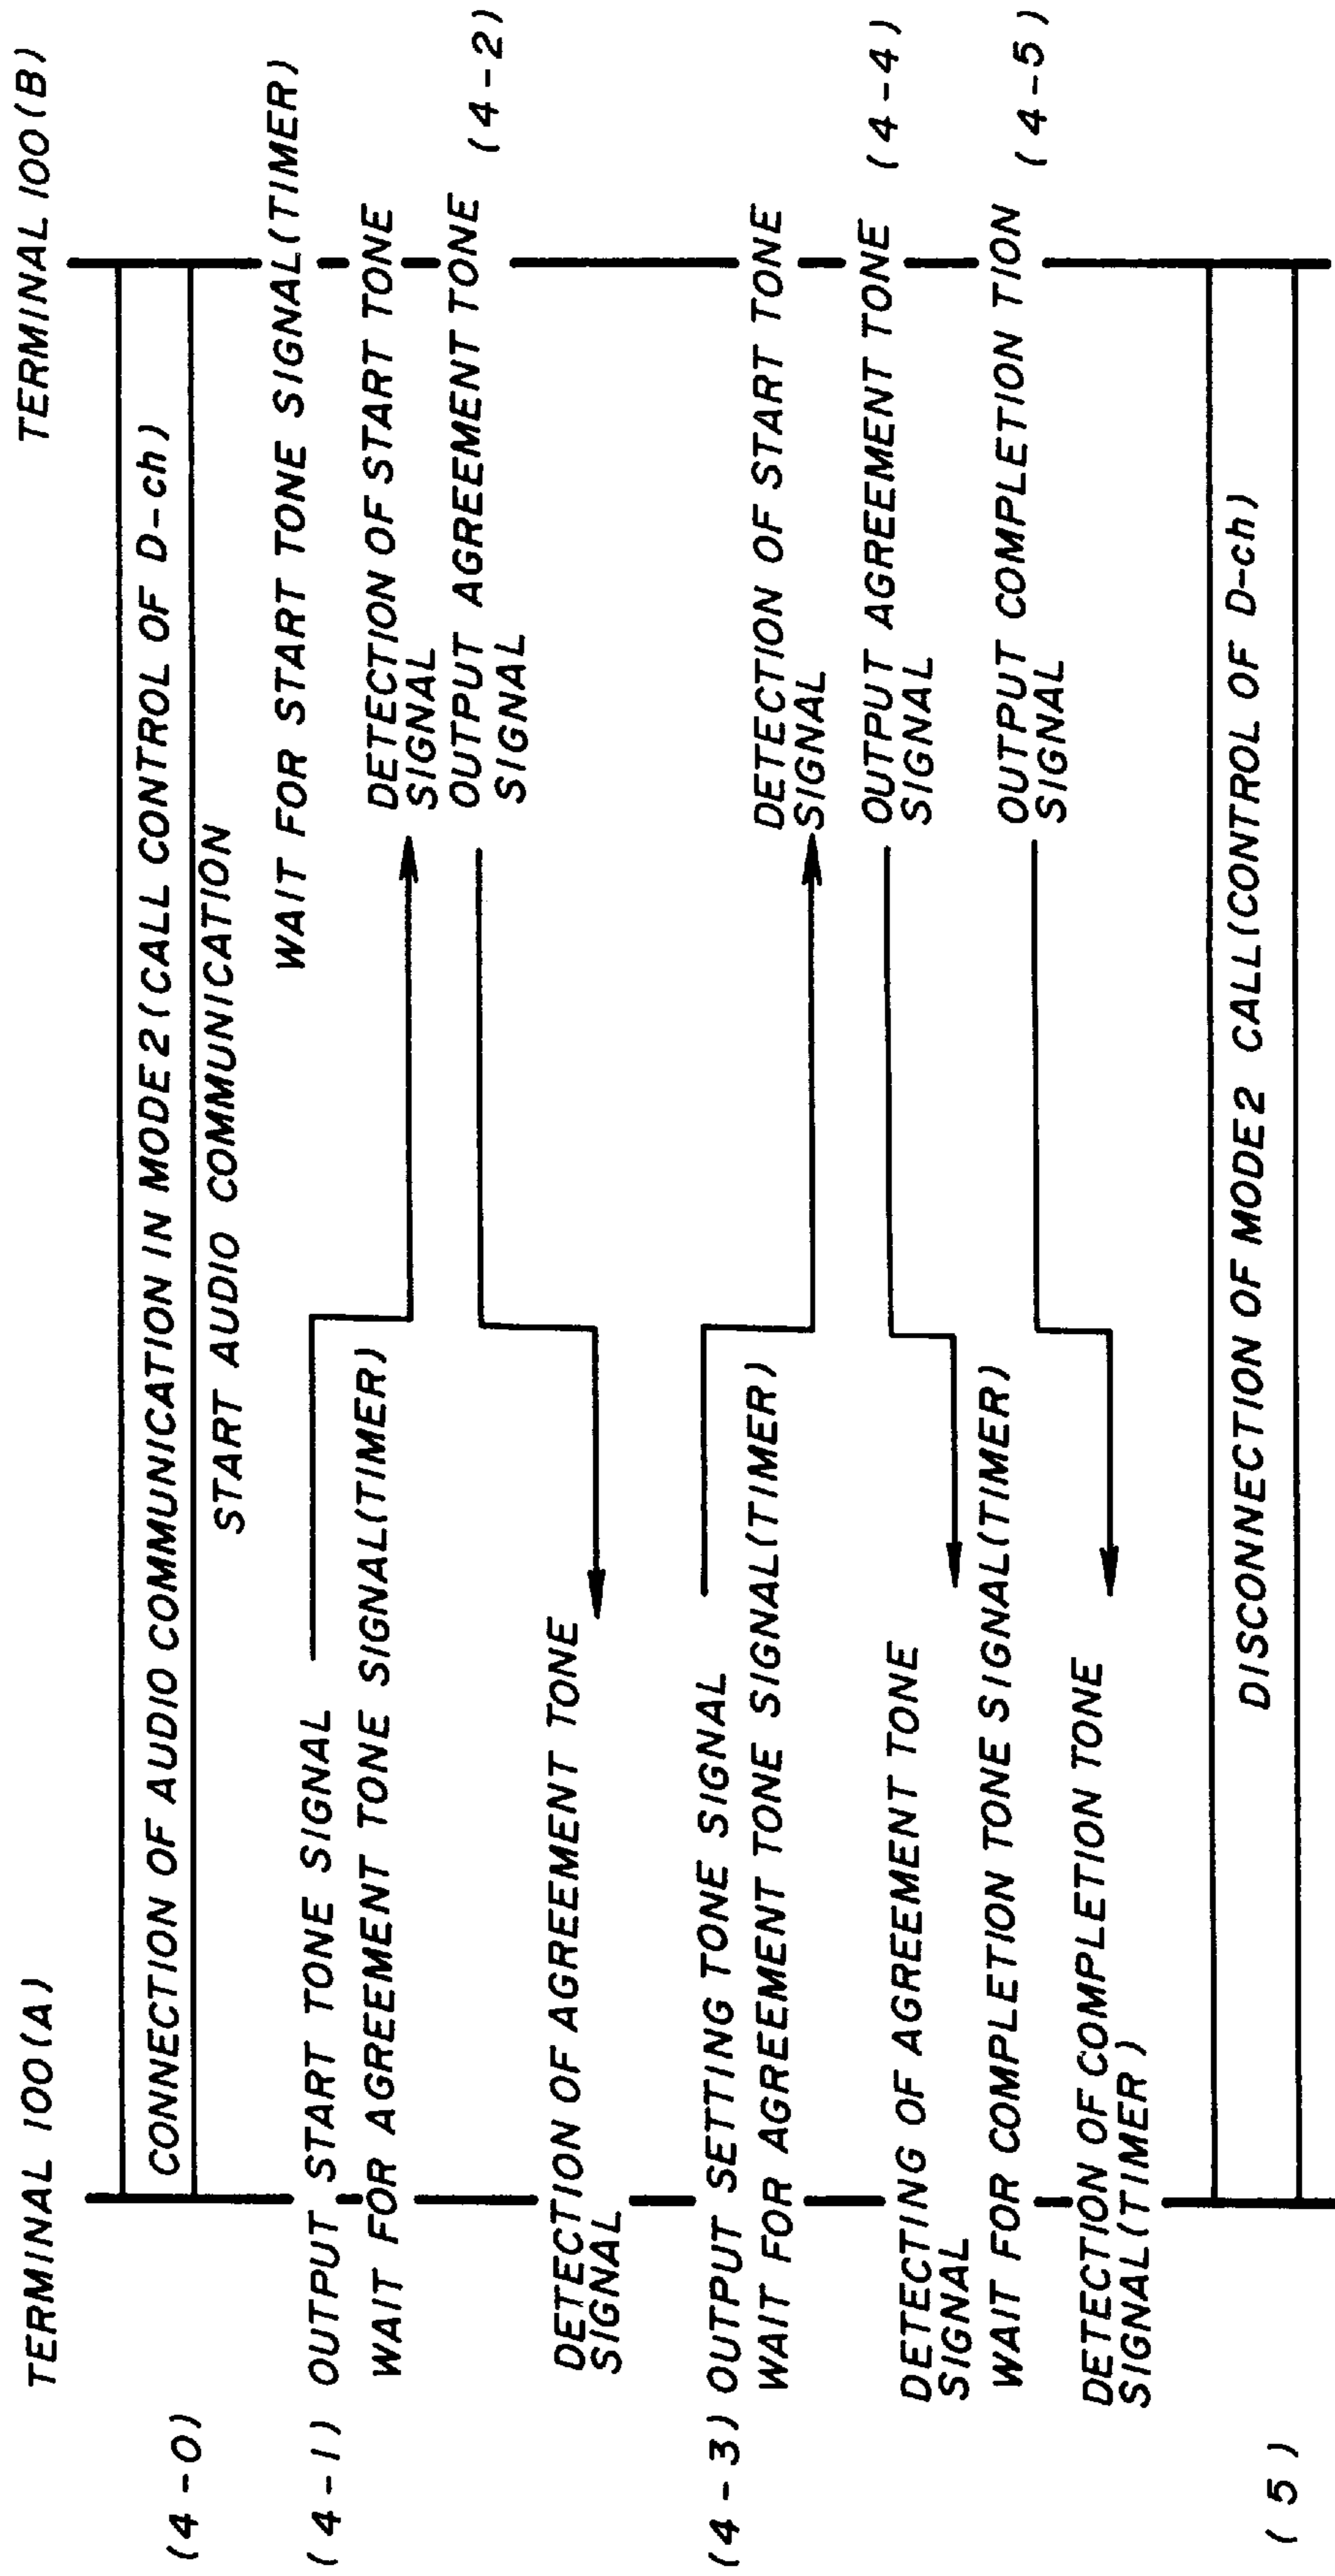 TERMINAL 100(A)
TERMINAL 100(B)
(4-0)
CONNECTION OF AUDIO COMMUNICATION IN MODE2(CALL CONTROL OF D-ch)
START AUDIO COMMUNICATION
WAIT FOR START TONE SIGNAL(TIMER)
(4-1) OUTPUT START TONE SIGNAL
WAIT FOR AGREEMENT TONE SIGNAL(TIMER)
DETECTION OF START TONE
SIGNAL
OUTPUT AGREEMENT TONE (4-2)
SIGNAL
DETECTION OF AGREEMENT TONE
SIGNAL
(4-3) OUTPUT SETTING TONE SIGNAL
WAIT FOR AGREEMENT TONE SIGNAL(TIMER)
DETECTION OF START TONE
SIGNAL
OUTPUT AGREEMENT TONE (4-4)
SIGNAL
DETECTING OF AGREEMENT TONE
SIGNAL
WAIT FOR COMPLETION TONE SIGNAL(TIMER)
OUTPUT COMPLETION TION (4-5)
SIGNAL
DETECTION OF COMPLETION TONE
SIGNAL(TIMER)
(5)
DISCONNECTION OF MODE2 CALL(CONTROL OF D-ch)